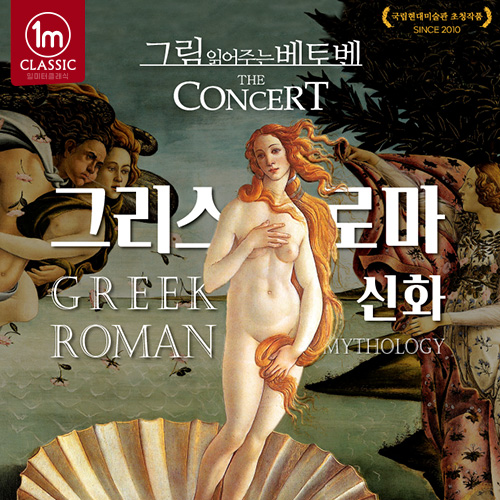 1m
CLASSIC
일미터클래식
국립현대미술관 초청작품
SINCE 2010
그림읽어주는베토벤
THE
CONCERT
그리스 로마
신화
GREEK
ROMAN
MYTHOLOGY